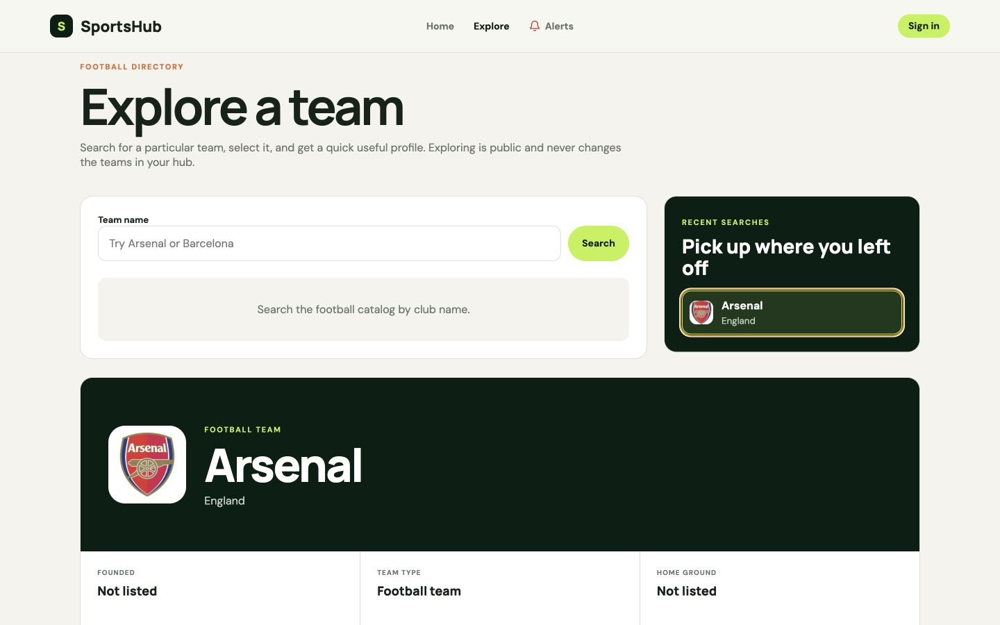 S SportsHub
Home
Explore
Alerts
Sign in
FOOTBALL DIRECTORY
Explore a team
Search for a particular team, select it, and get a quick useful profile. Exploring is public and never changes
the teams in your hub.
Team name
Try Arsenal or Barcelona
Search
Search the football catalog by club name.
RECENT SEARCHES
Pick up where you left
off
Arsenal
Arsenal
England
Arsenal
FOOTBALL TEAM
Arsenal
England
FOUNDED
Not listed
TEAM TYPE
Football team
HOME GROUND
Not listed